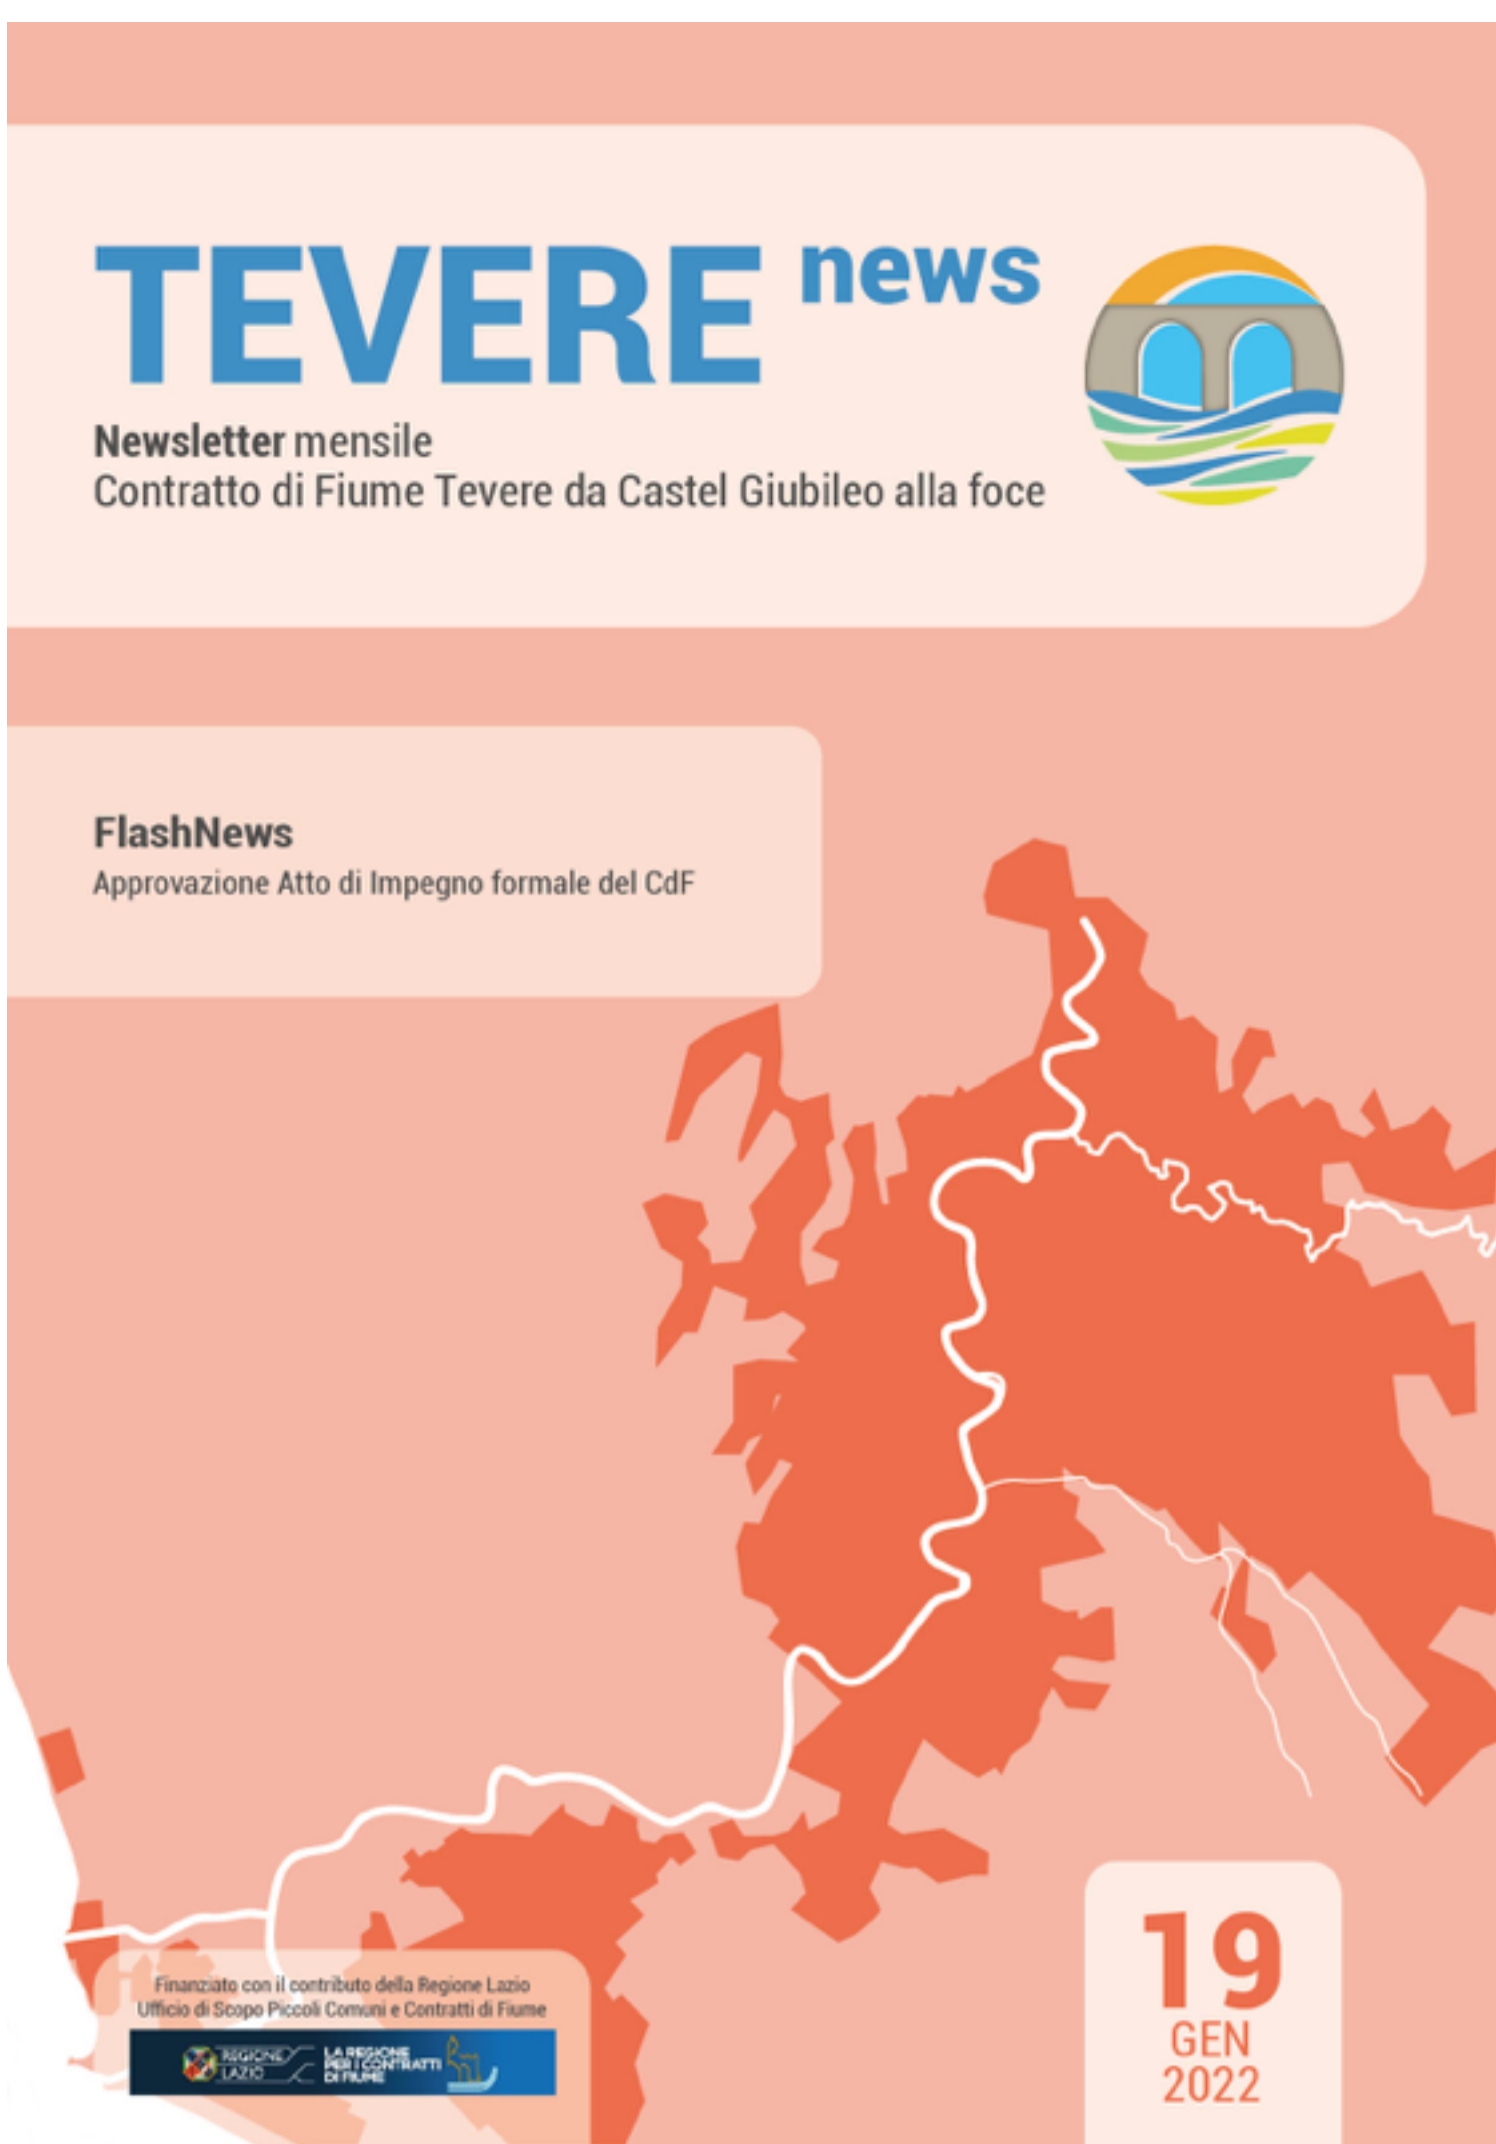 TEVERE news
Newsletter mensile
Contratto di Fiume Tevere da Castel Giubileo alla foce
FlashNews
Approvazione Atto di Impegno formale del CdF
Finanziato con il contributo della Regione Lazio
Ufficio di Scopo Piccoli Comuni e Contratti di Fiume
REGIONE
LAZIO
LA REGIONE
PER I CONTRATTI
DI FIUME
19
GEN
2022